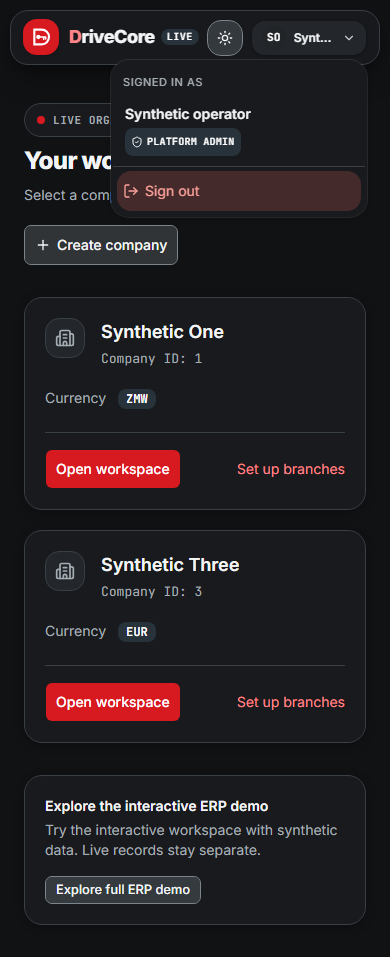 DriveCore LIVE SO Synt...
SIGNED IN AS
Synthetic operator
PLATFORM ADMIN
Sign out
LIVE ORG
Your wo
Select a com
Create company
Synthetic One
Company ID: 1
Currency ZMW
Open workspace Set up branches
Synthetic Three
Company ID: 3
Currency EUR
Open workspace Set up branches
Explore the interactive ERP demo
Try the interactive workspace with synthetic
data. Live records stay separate.
Explore full ERP demo